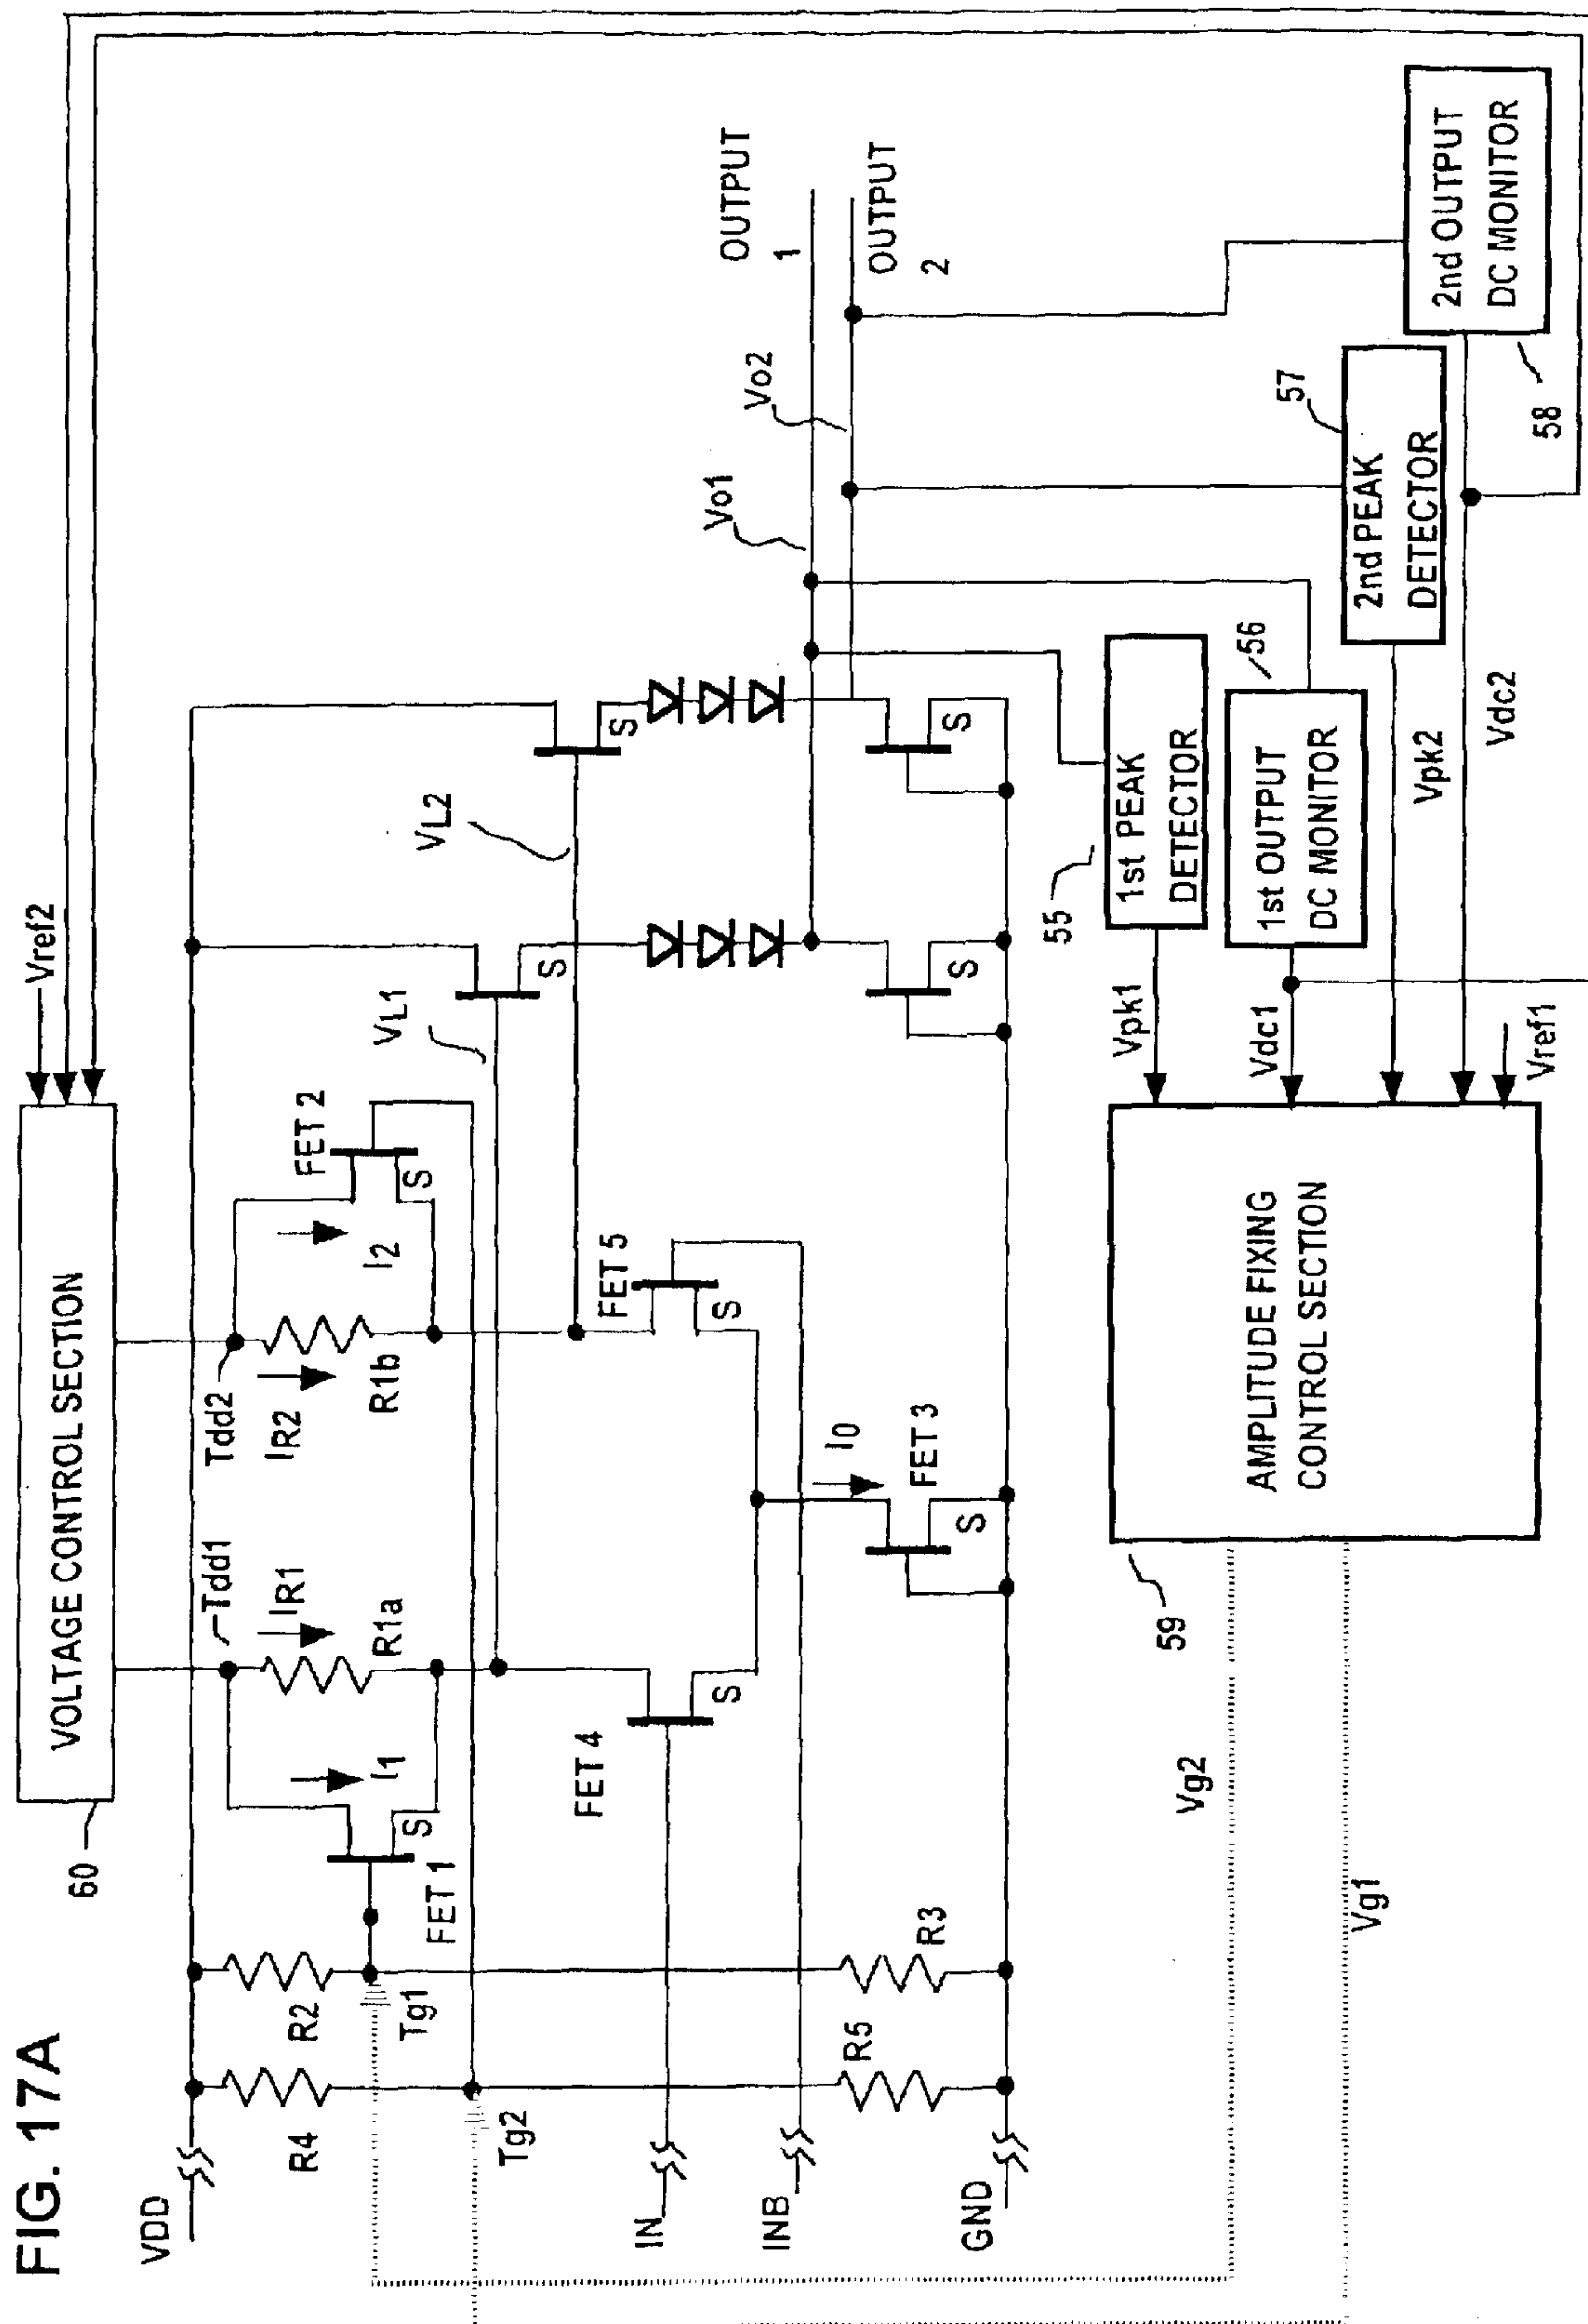 FIG. 17A
VOLTAGE CONTROL SECTION
60
Vref2
VDD
R4
R2
Tg1
Tg2
FET 1
I1
S
Tdd1
IR1
R1a
Tdd2
IR2
R1b
I2
FET 2
S
VL1
VL2
S
S
Vo1
Vo2
OUTPUT
1
OUTPUT
2
IN
INB
GND
FET 4
S
FET 5
S
R5
R3
I0
FET 3
S
S
S
59
AMPLITUDE FIXING
CONTROL SECTION
Vg2
Vg1
Vpk1
Vdc1
Vpk2
Vdc2
Vref1
55
1st PEAK
DETECTOR
56
1st OUTPUT
DC MONITOR
57
2nd PEAK
DETECTOR
58
2nd OUTPUT
DC MONITOR